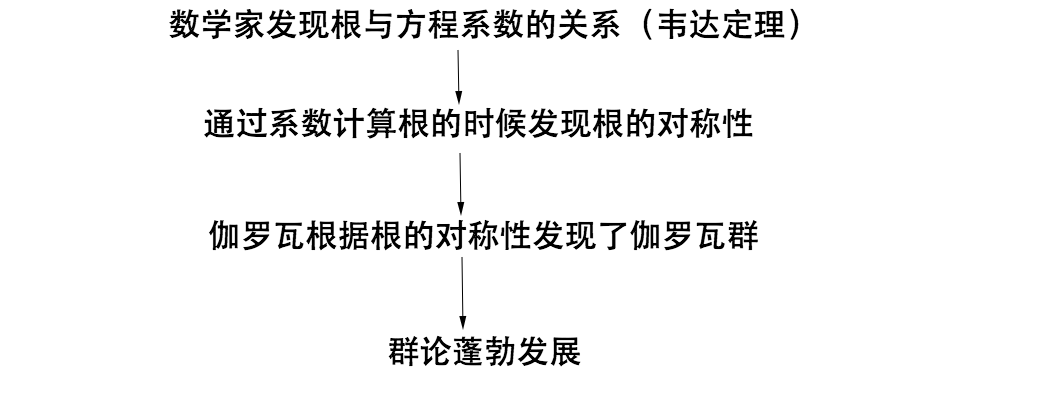 数学家发现根与方程系数的关系（韦达定理）
通过系数计算根的时候发现根的对称性
伽罗瓦根据根的对称性发现了伽罗瓦群
群论蓬勃发展